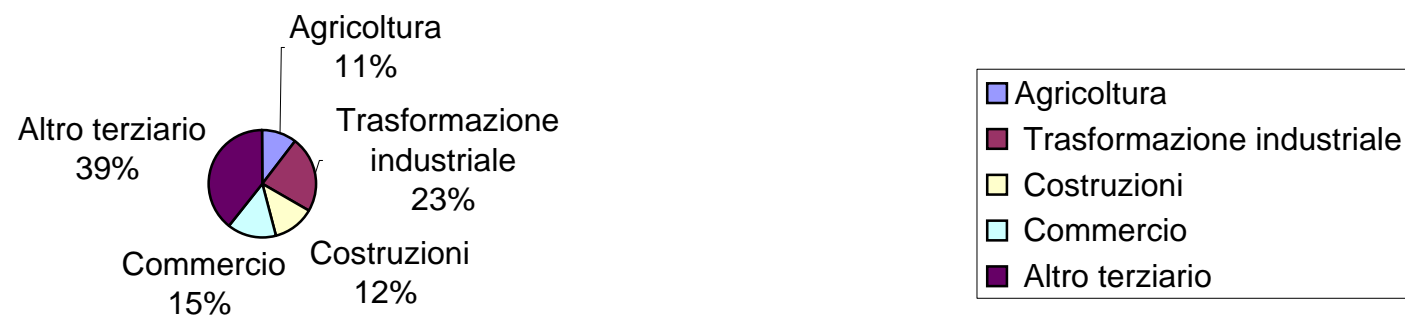 Agricoltura
11%
Trasformazione
industriale
23%
Costruzioni
12%
Commercio
15%
Altro terziario
39%
Agricoltura
Trasformazione industriale
Costruzioni
Commercio
Altro terziario